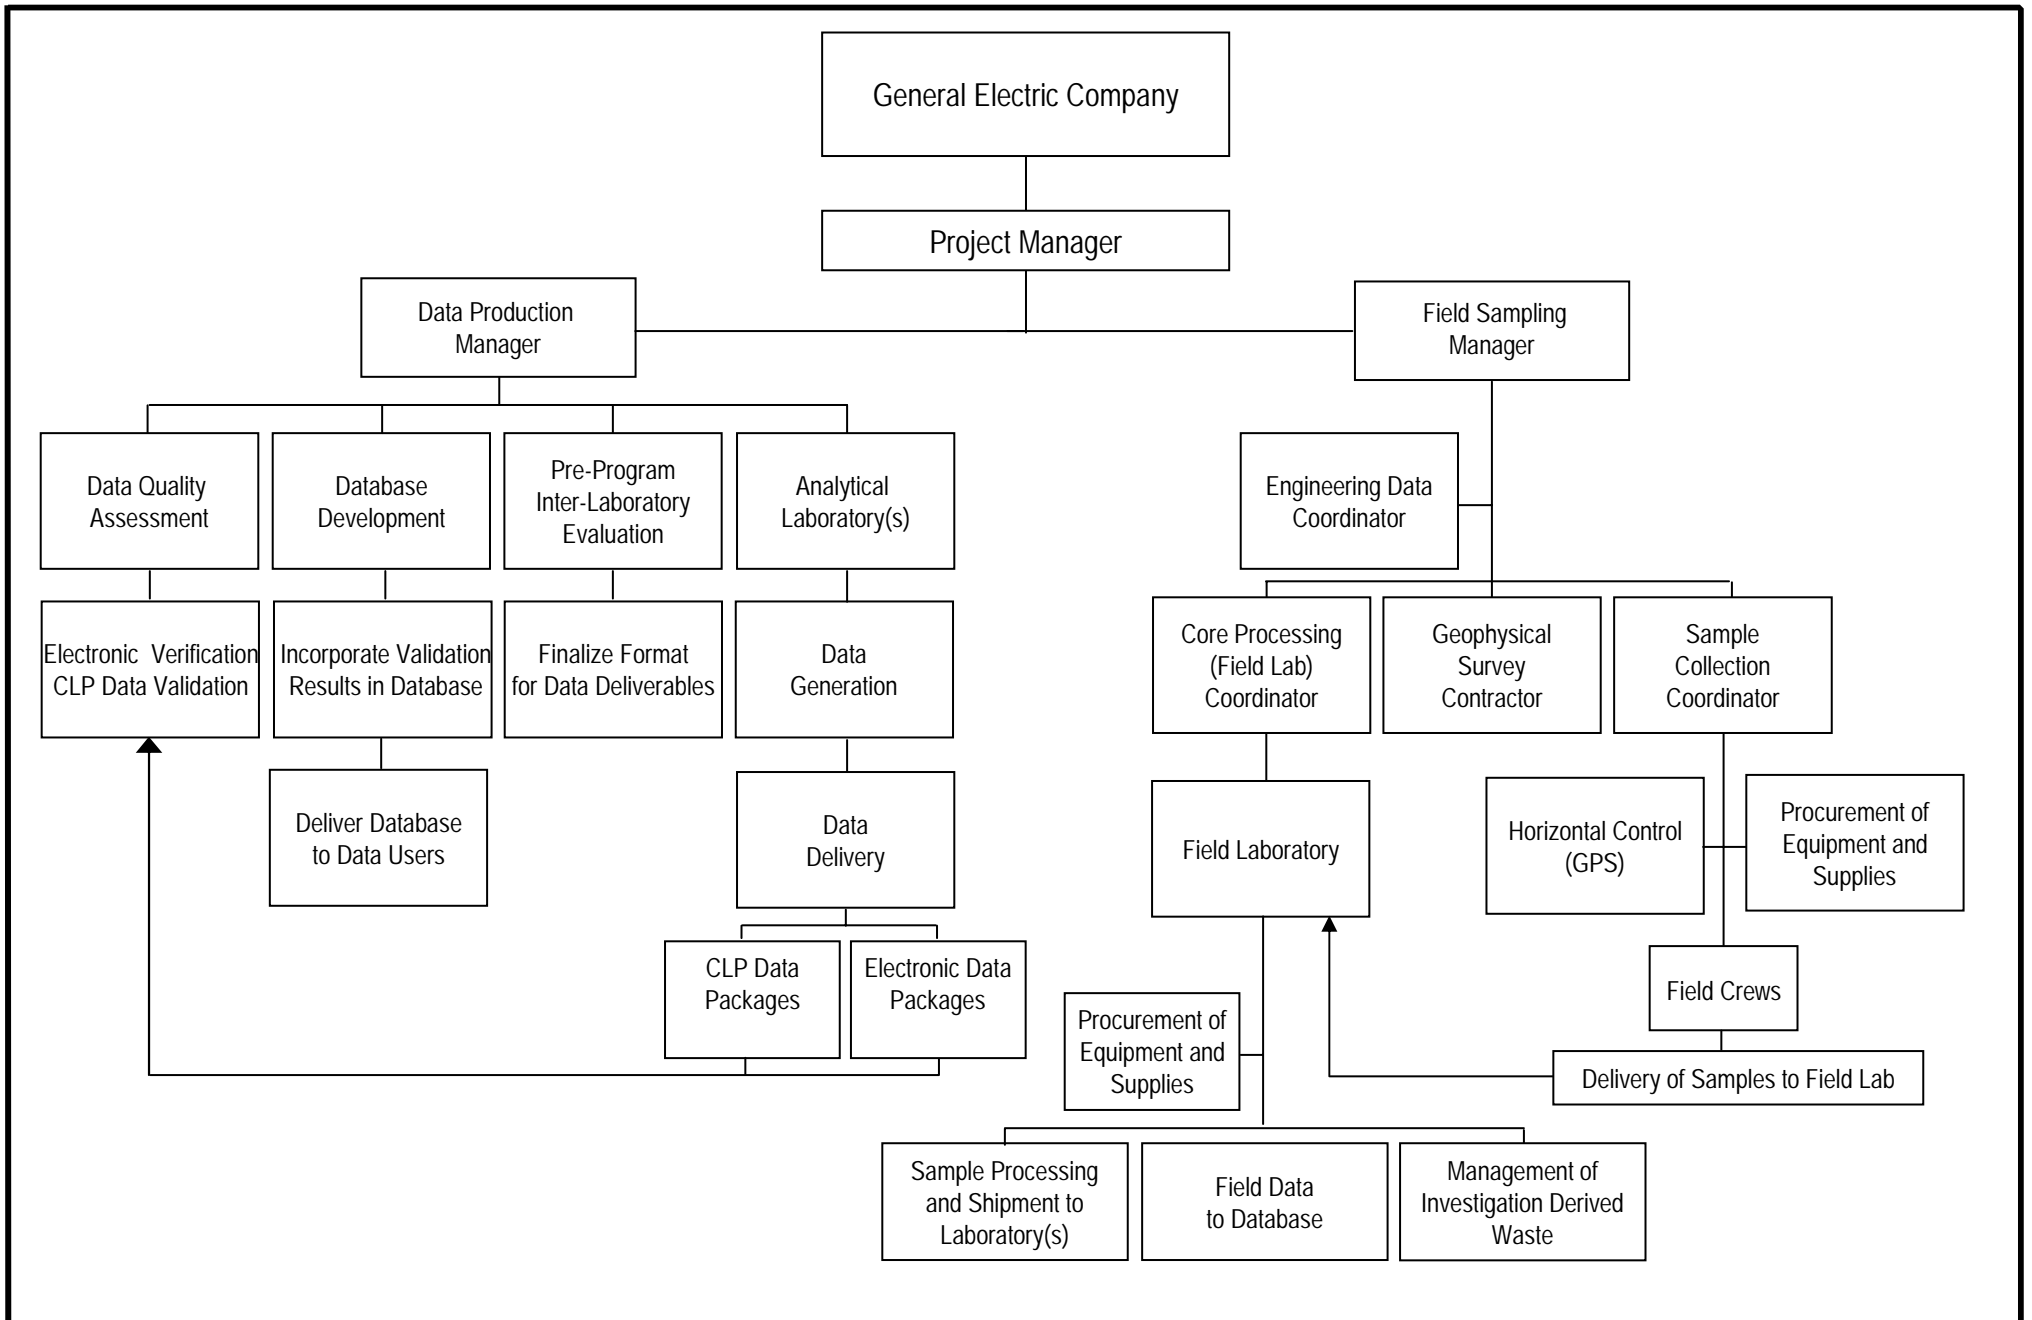 General Electric Company
Project Manager
Data Production
Manager
Field Sampling
Manager
Data Quality
Assessment
Database
Development
Pre-Program
Inter-Laboratory
Evaluation
Analytical
Laboratory(s)
Engineering Data
Coordinator
Electronic Verification
CLP Data Validation
Incorporate Validation
Results in Database
Finalize Format
for Data Deliverables
Data
Generation
Core Processing
(Field Lab)
Coordinator
Geophysical
Survey
Contractor
Sample
Collection
Coordinator
Deliver Database
to Data Users
Data
Delivery
Field Laboratory
Horizontal Control
(GPS)
Procurement of
Equipment and
Supplies
CLP Data
Packages
Electronic Data
Packages
Procurement of
Equipment and
Supplies
Field Crews
Delivery of Samples to Field Lab
Sample Processing
and Shipment to
Laboratory(s)
Field Data
to Database
Management of
Investigation Derived
Waste